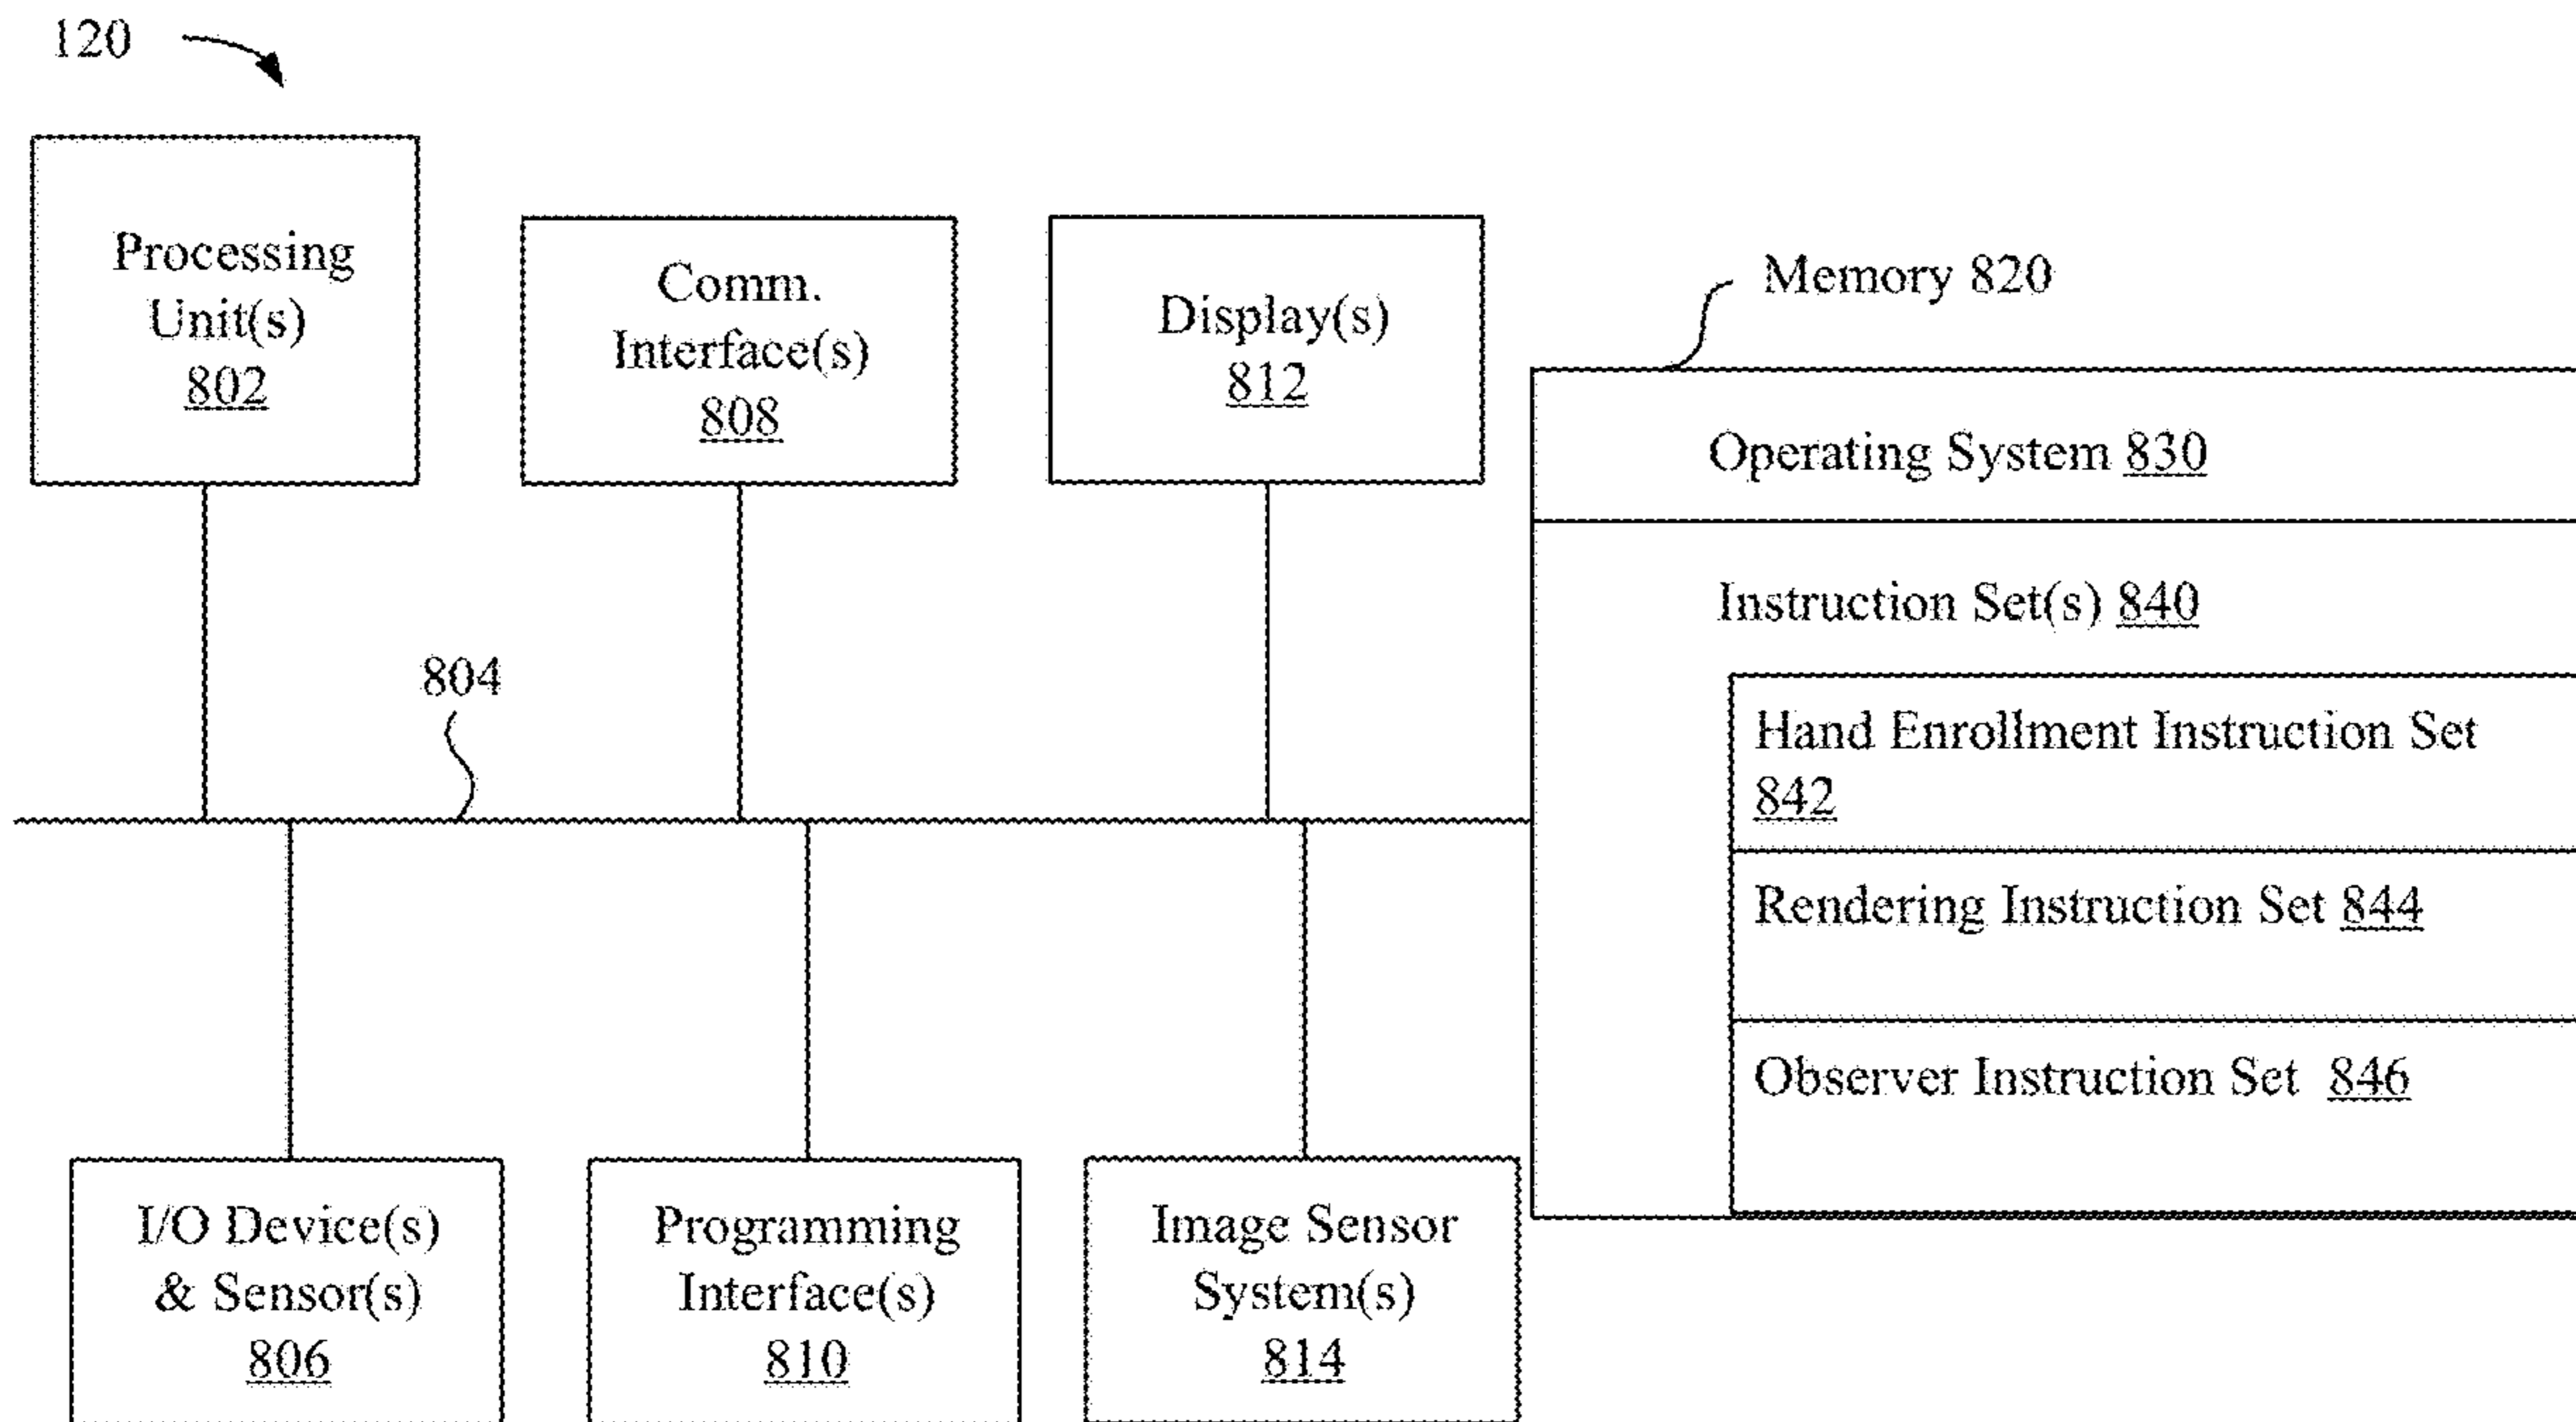 120
Processing
Unit(s)
802
Comm.
Interface(s)
808
Display(s)
812
Memory 820
Operating System 830
Instruction Set(s) 840
Hand Enrollment Instruction Set
842
Rendering Instruction Set 844
Observer Instruction Set 846
804
I/O Device(s)
& Sensor(s)
806
Programming
Interface(s)
810
Image Sensor
System(s)
814